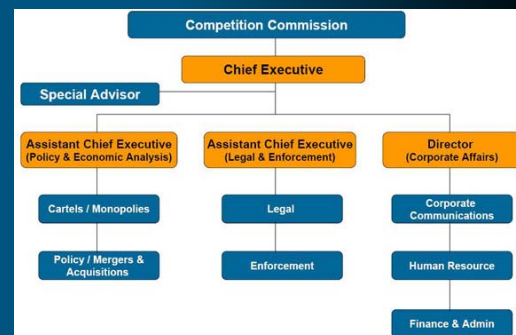 Competition Commission
Chief Executive
Special Advisor
Assistant Chief Executive
(Policy & Economic Analysis)
Assistant Chief Executive
(Legal & Enforcement)
Director
(Corporate Affairs)
Cartels / Monopolies
Legal
Corporate
Communications
Policy / Mergers &
Acquisitions
Enforcement
Human Resource
Finance & Admin